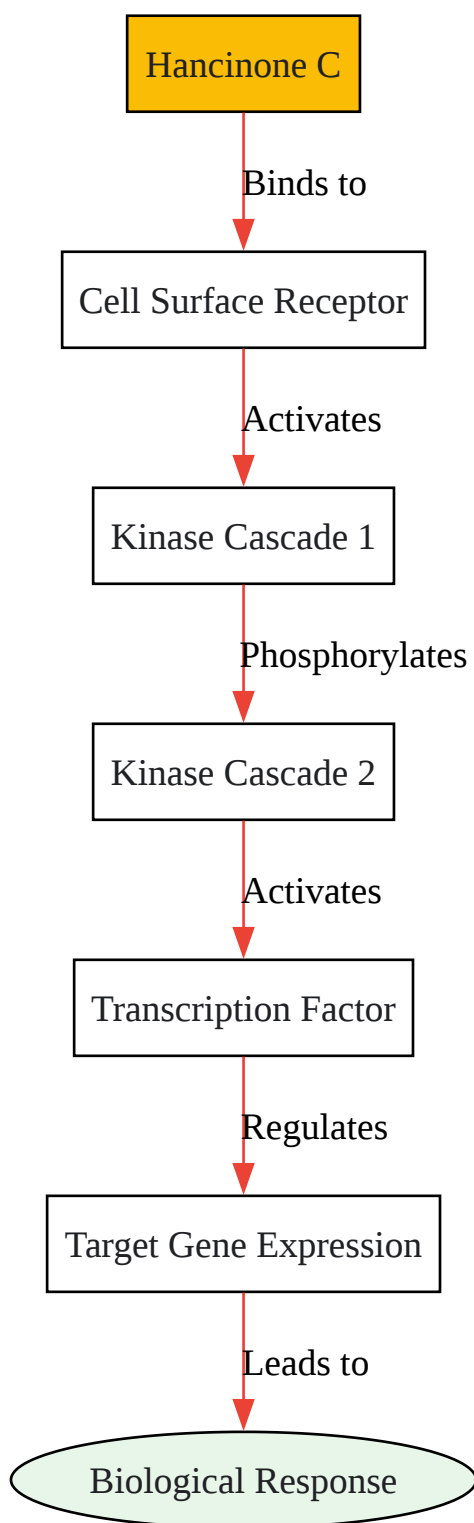 Hancinone C
Binds to
Cell Surface Receptor
Activates
Kinase Cascade 1
Phosphorylates
Kinase Cascade 2
Activates
Transcription Factor
Regulates
Target Gene Expression
Leads to
Biological Response